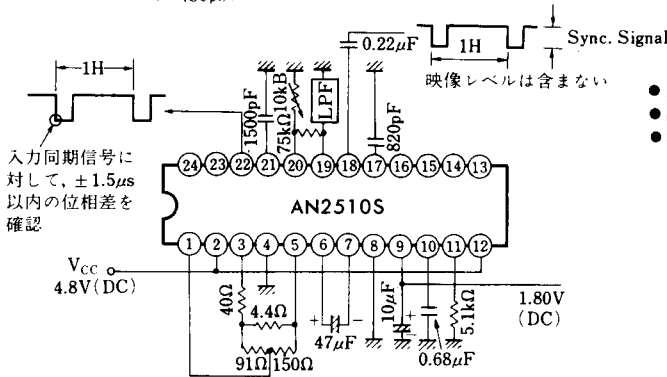 0.22μF
Sync. Signal
1H
映像レベルは含まない
1H
入力同期信号に
対して，±1.5μs
以内の位相差を
確認
1500pF
10kB
75kΩ
LPF
820pF
24 23 22 21 20 19 18 17 16 15 14 13
AN2510S
1 2 3 4 5 6 7 8 9 10 11 12
VCC
4.8V(DC)
40Ω
4.4Ω
91Ω
150Ω
+ −
47μF
10μF
+
−
0.68μF
5.1kΩ
1.80V
(DC)